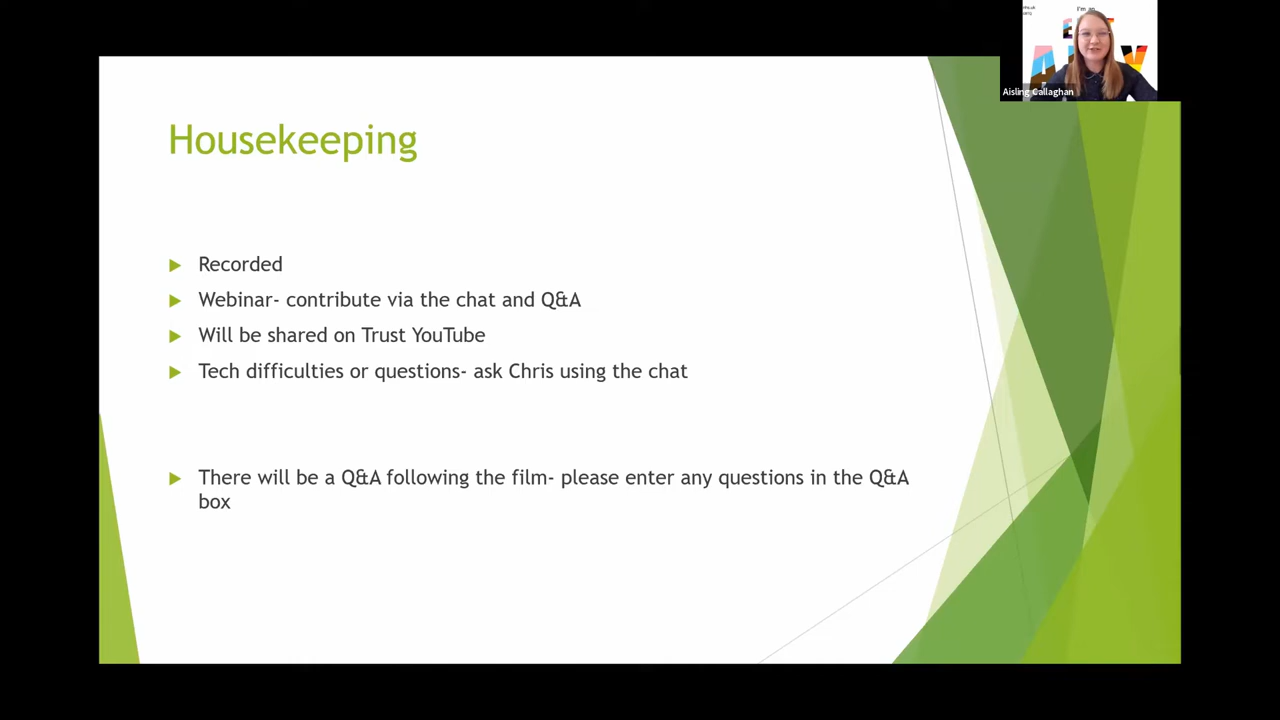 I'm an
Aisling Callaghan
Housekeeping
Recorded
Webinar- contribute via the chat and Q&A
Will be shared on Trust YouTube
Tech difficulties or questions- ask Chris using the chat
There will be a Q&A following the film- please enter any questions in the Q&A
box